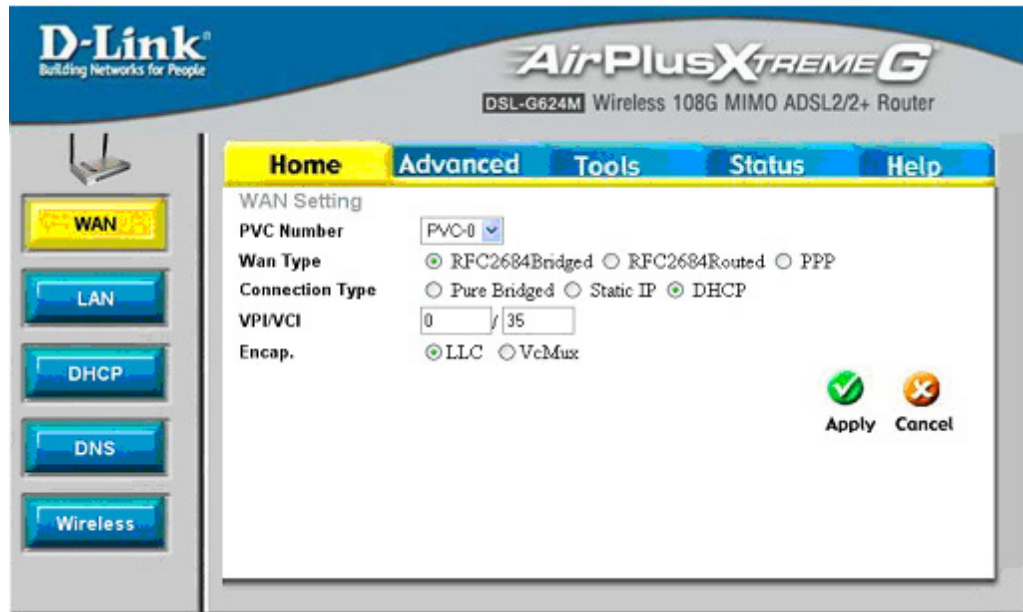 D-Link
Building Networks for People
AirPlusXTREMEG
DSL-G624M Wireless 108G MIMO ADSL2/2+ Router
Home Advanced Tools Status Help
WAN
LAN
DHCP
DNS
Wireless
WAN Setting
PVC Number PVC-0
Wan Type RFC2684Bridged RFC2684Routed PPP
Connection Type Pure Bridged Static IP DHCP
VPI/VCI 0 / 35
Encap. LLC VcMux
Apply Cancel